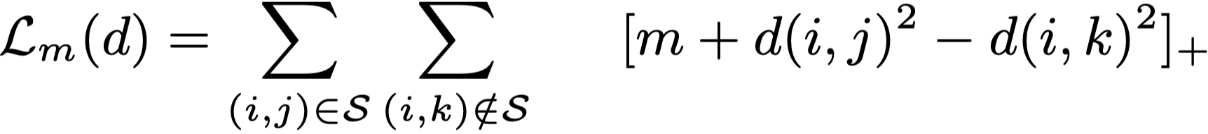 $\mathcal{L}_m(d) = \sum_{(i,j)\in\mathcal{S}} \sum_{(i,k)\notin\mathcal{S}} [m + d(i,j)^2 - d(i,k)^2]_+$